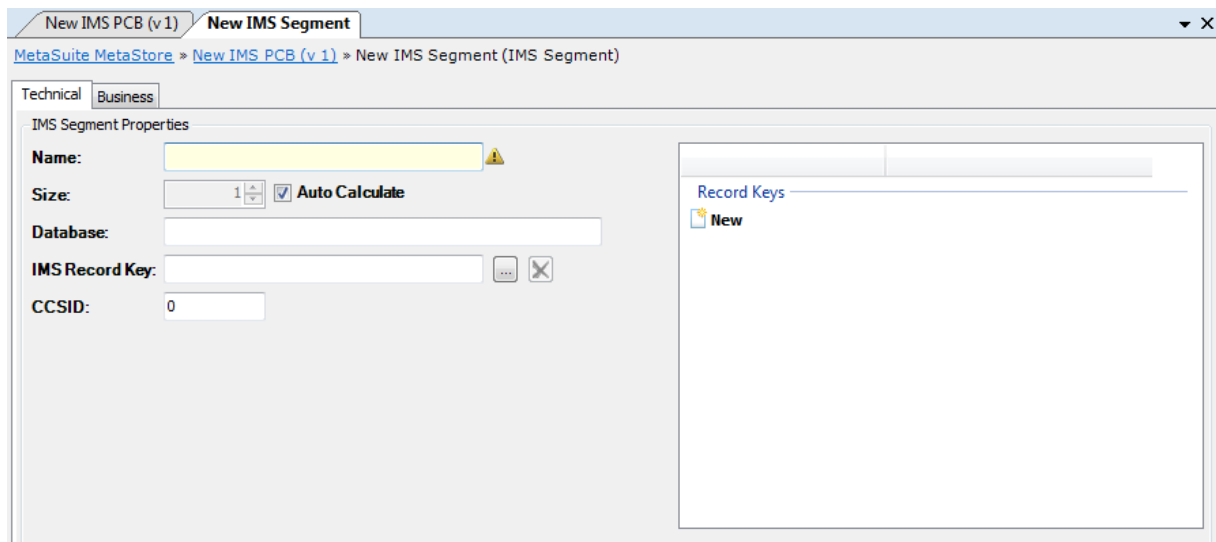 New IMS PCB (v 1) New IMS Segment
MetaSuite MetaStore » New IMS PCB (v 1) » New IMS Segment (IMS Segment)
Technical Business
IMS Segment Properties
Name:
Size: 1 Auto Calculate
Database:
IMS Record Key: ...
CCSID: 0
Record Keys
New